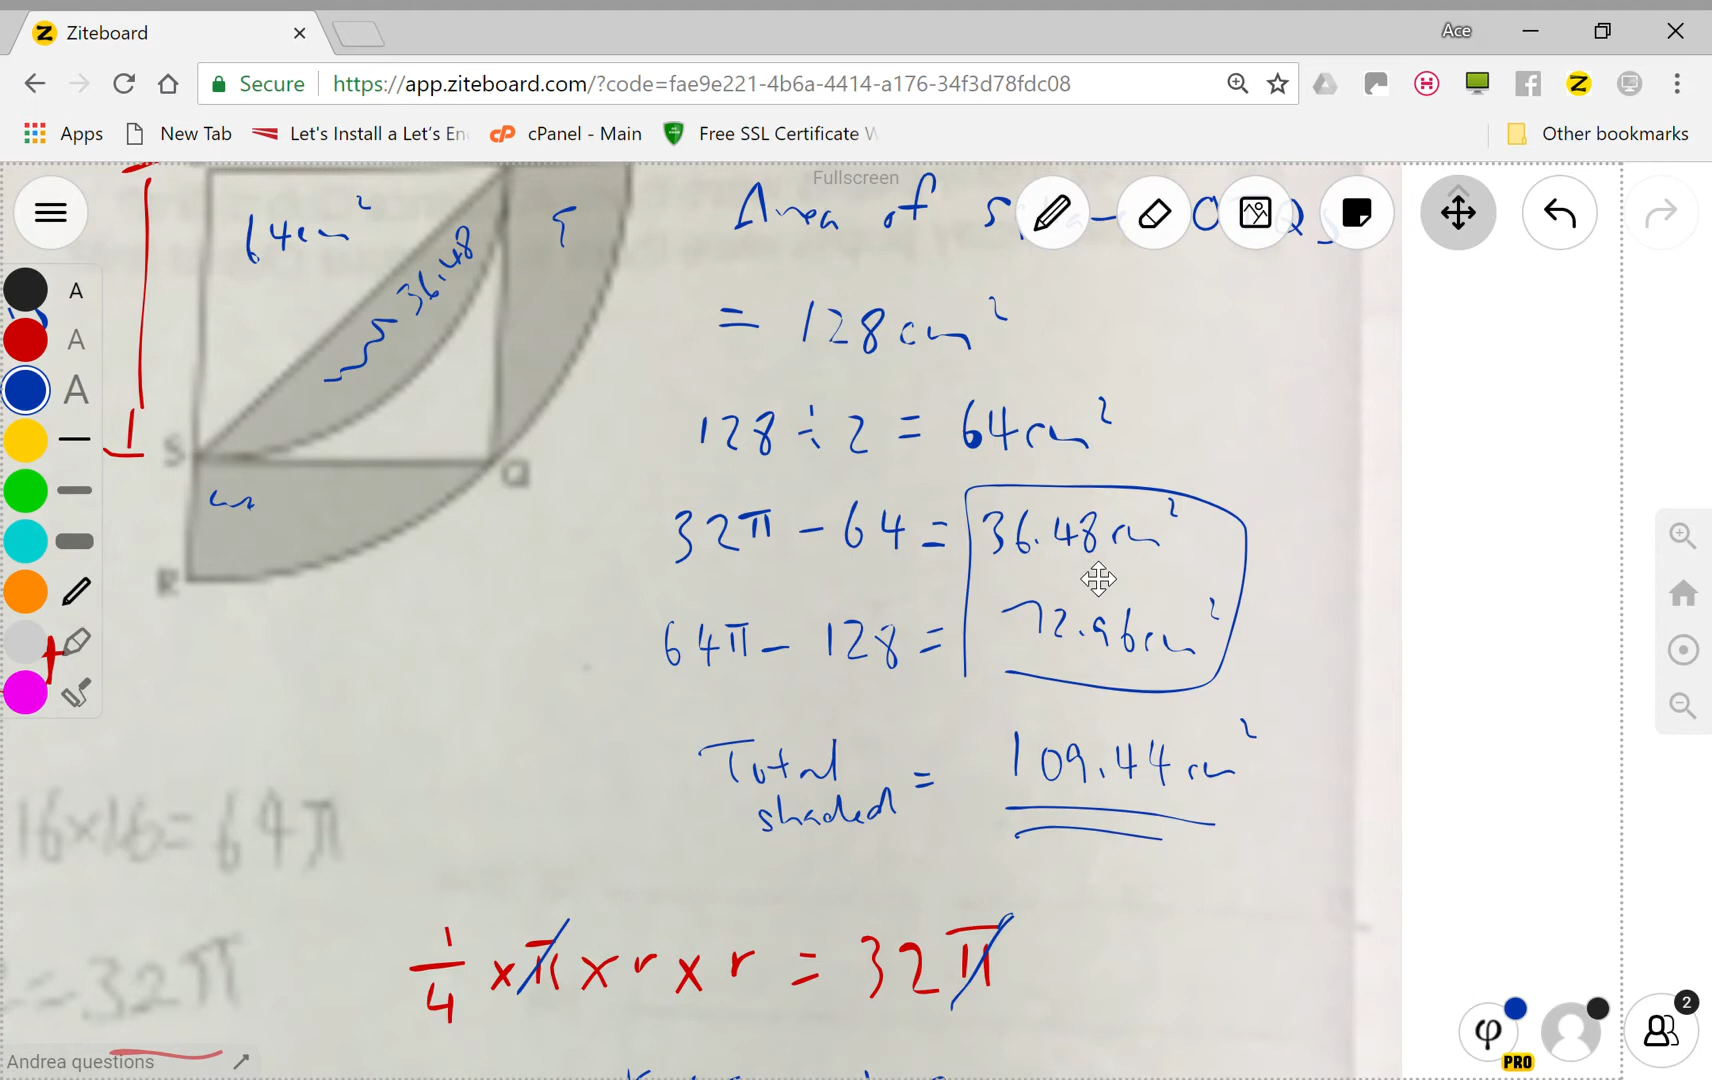 Ziteboard
Ace
Secure https://app.ziteboard.com/?code=fae9e221-4b6a-4414-a176-34f3d78fdc08
Apps New Tab Let's Install a Let's En cPanel - Main Free SSL Certificate W Other bookmarks
Fullscreen
Area of
= 128cm²
128 ÷ 2 = 64cm²
32π - 64 = 36.48cm²
64π - 128 = 72.96cm²
Total shaded = 109.44cm²
64cm²
36.48
S
Q
R
A
A
A
16×16=64π
=32π
1/4 × π × r × r = 32π
Andrea questions
φ
PRO
2